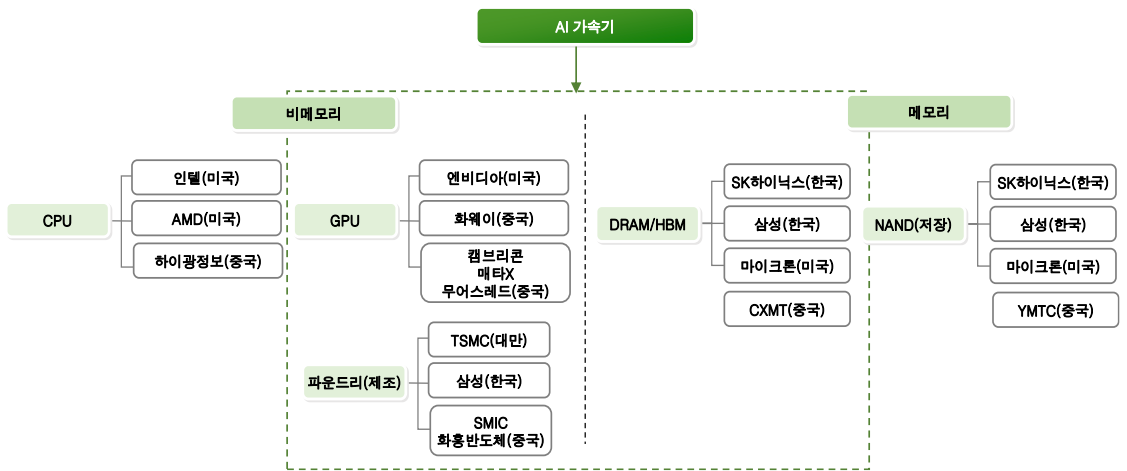 AI 가속기
비메모리
메모리
CPU
인텔(미국)
AMD(미국)
하이광정보(중국)
GPU
엔비디아(미국)
화웨이(중국)
캠브리콘
매타X
무어스레드(중국)
파운드리(제조)
TSMC(대만)
삼성(한국)
SMIC
화홍반도체(중국)
DRAM/HBM
SK하이닉스(한국)
삼성(한국)
마이크론(미국)
CXMT(중국)
NAND(저장)
SK하이닉스(한국)
삼성(한국)
마이크론(미국)
YMTC(중국)